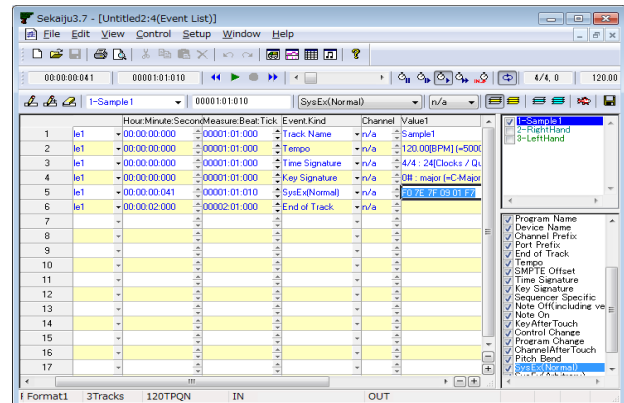 Sekaiju3.7 - [Untitled2:4(Event List)]
File Edit View Control Setup Window Help
00:00:00:041 00001:01:010 4/4, 0 120.00
1-Sample1 00001:01:010 SysEx(Normal) n/a
Hour:Minute:Second Measure:Beat:Tick Event.Kind Channel Value1
1 le1 00:00:00:000 00001:01:000 Track Name n/a Sample1
2 le1 00:00:00:000 00001:01:000 Tempo n/a 120.00[BPM] (=5000
3 le1 00:00:00:000 00001:01:000 Time Signature n/a 4/4 : 24[Clocks / Qu
4 le1 00:00:00:000 00001:01:000 Key Signature n/a 0# : major (=C-Major
5 le1 00:00:00:041 00001:01:010 SysEx(Normal) n/a F0 7E 7F 09 01 F7
6 le1 00:00:02:000 00002:01:000 End of Track n/a
7
8
9
10
11
12
13
14
15
16
17
1-Sample1
2-RightHand
3-LeftHand
Program Name
Device Name
Channel Prefix
Port Prefix
End of Track
Tempo
SMPTE Offset
Time Signature
Key Signature
Sequencer Specific
Note Off(including ve
Note On
KeyAfterTouch
Control Change
Program Change
ChannelAfterTouch
Pitch Bend
SysEx(Normal)
Format1 3Tracks 120TPQN IN OUT